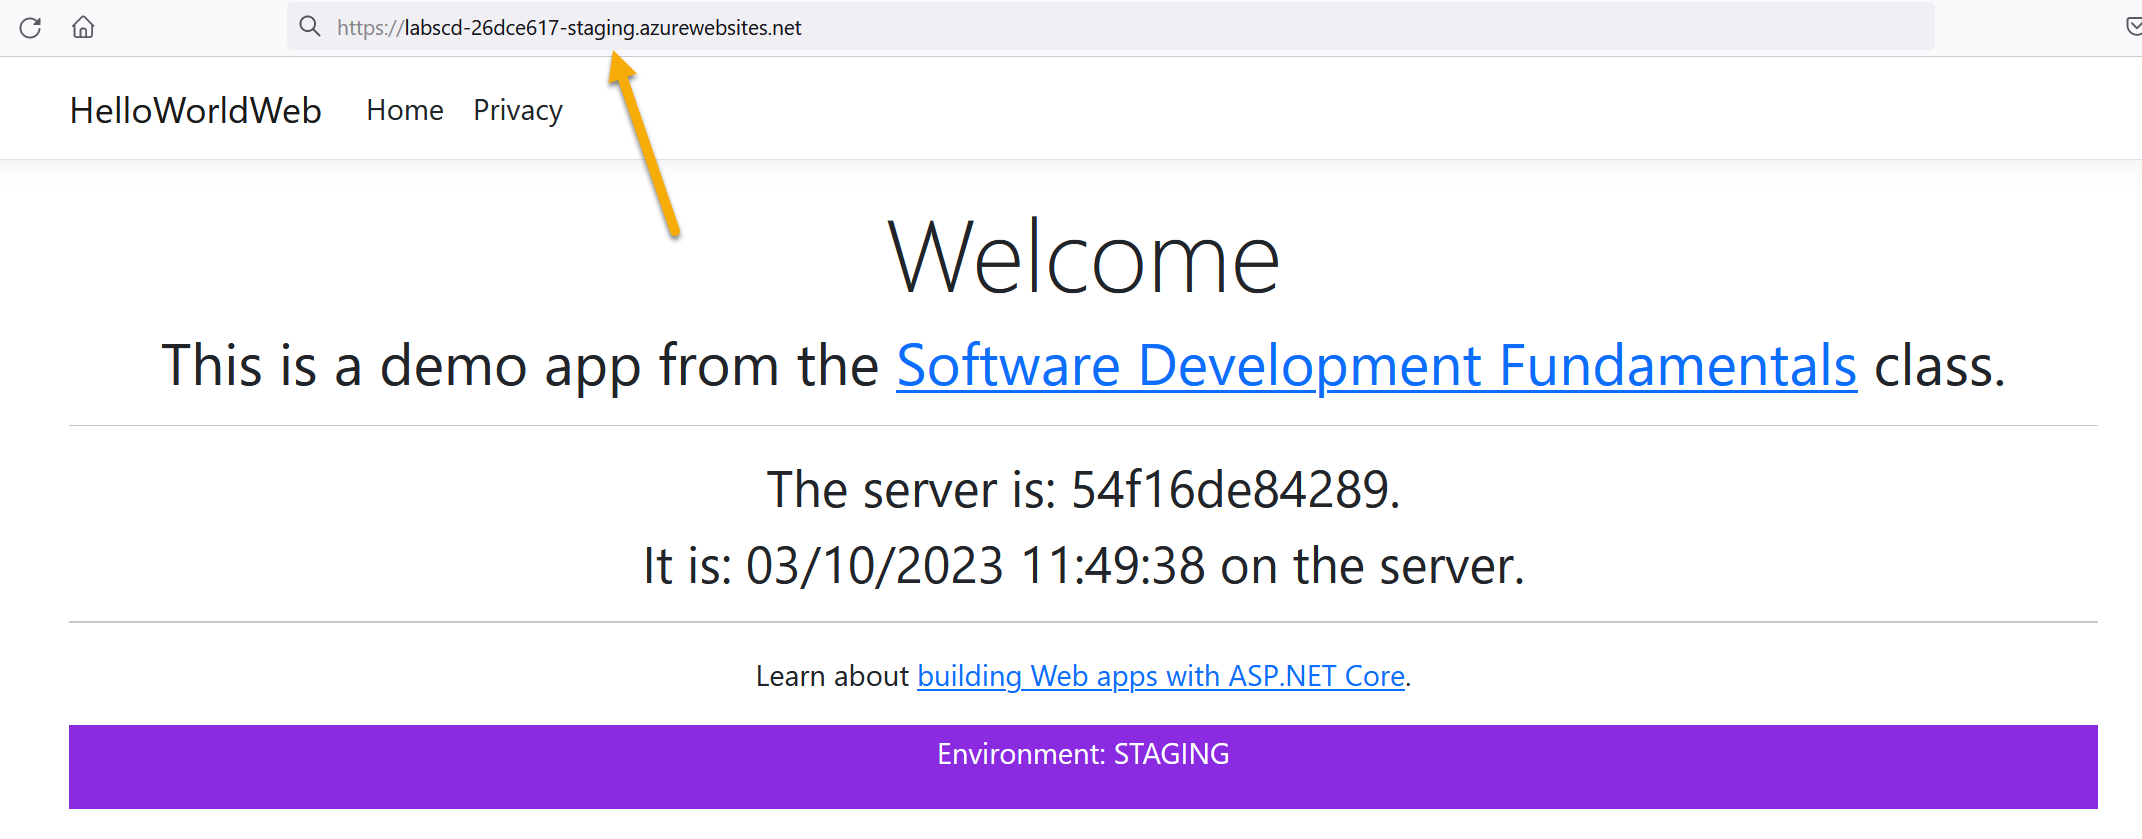 https://labscd-26dce617-staging.azurewebsites.net
HelloWorldWeb Home Privacy
Welcome
This is a demo app from the Software Development Fundamentals class.
The server is: 54f16de84289.
It is: 03/10/2023 11:49:38 on the server.
Learn about building Web apps with ASP.NET Core.
Environment: STAGING